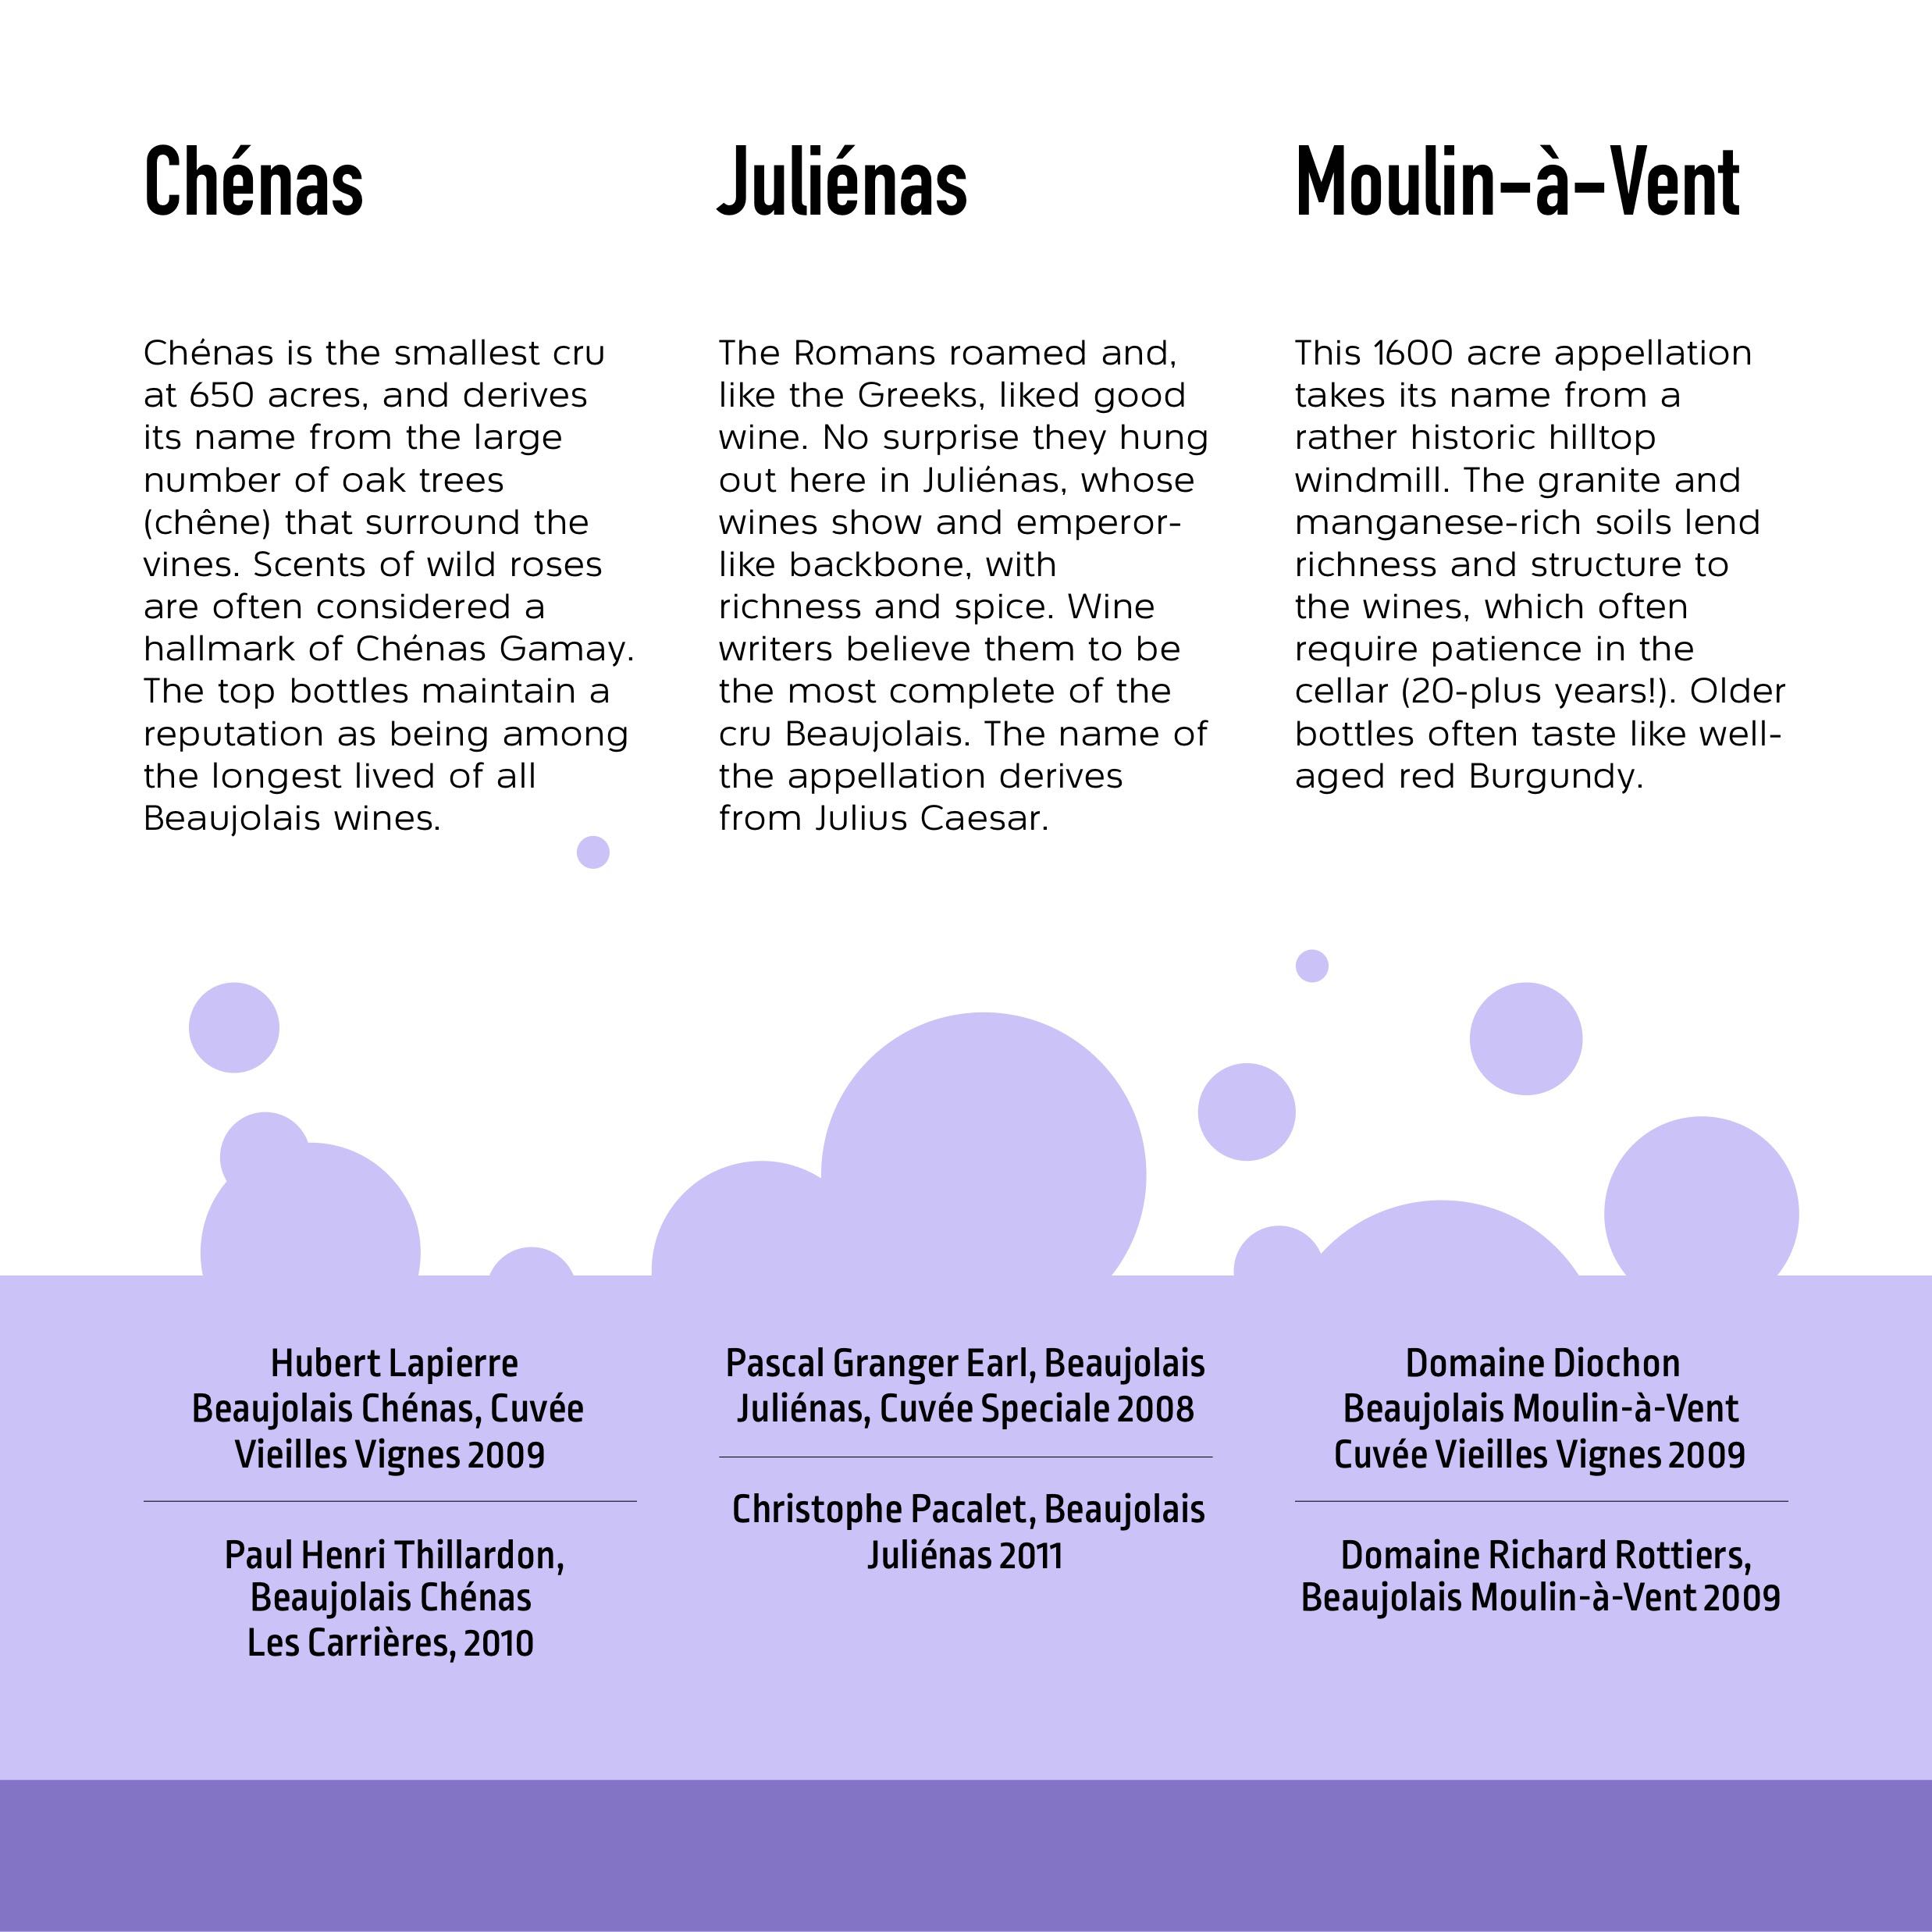 Chénas
Chénas is the smallest cru
at 650 acres, and derives
its name from the large
number of oak trees
(chêne) that surround the
vines. Scents of wild roses
are often considered a
hallmark of Chénas Gamay.
The top bottles maintain a
reputation as being among
the longest lived of all
Beaujolais wines.
Hubert Lapierre
Beaujolais Chénas, Cuvée
Vieilles Vignes 2009
Paul Henri Thillardon,
Beaujolais Chénas
Les Carrières, 2010
Juliénas
The Romans roamed and,
like the Greeks, liked good
wine. No surprise they hung
out here in Juliénas, whose
wines show and emperor-
like backbone, with
richness and spice. Wine
writers believe them to be
the most complete of the
cru Beaujolais. The name of
the appellation derives
from Julius Caesar.
Pascal Granger Earl, Beaujolais
Juliénas, Cuvée Speciale 2008
Christophe Pacalet, Beaujolais
Juliénas 2011
Moulin-à-Vent
This 1600 acre appellation
takes its name from a
rather historic hilltop
windmill. The granite and
manganese-rich soils lend
richness and structure to
the wines, which often
require patience in the
cellar (20-plus years!). Older
bottles often taste like well-
aged red Burgundy.
Domaine Diochon
Beaujolais Moulin-à-Vent
Cuvée Vieilles Vignes 2009
Domaine Richard Rottiers,
Beaujolais Moulin-à-Vent 2009